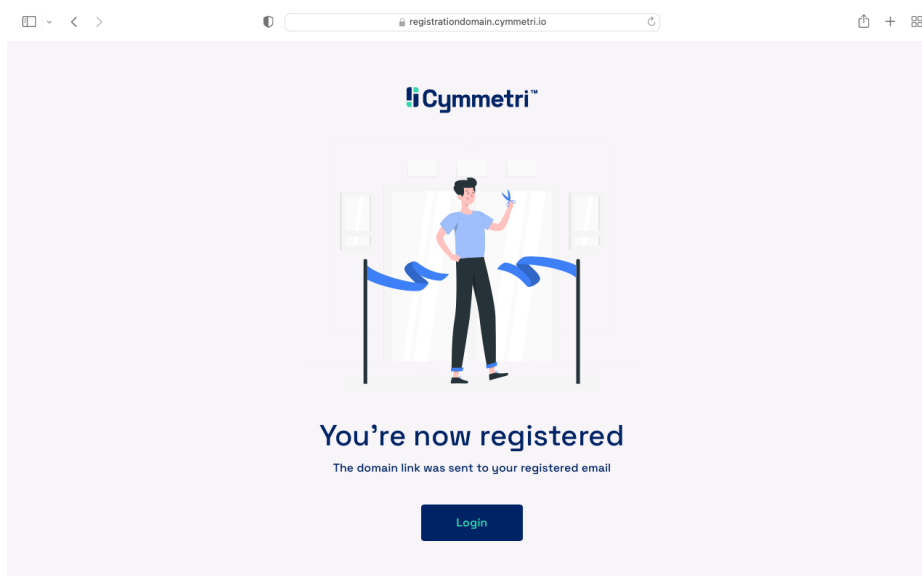 registrationdomain.cymmetri.io
Cymmetri™
You're now registered
The domain link was sent to your registered email
Login